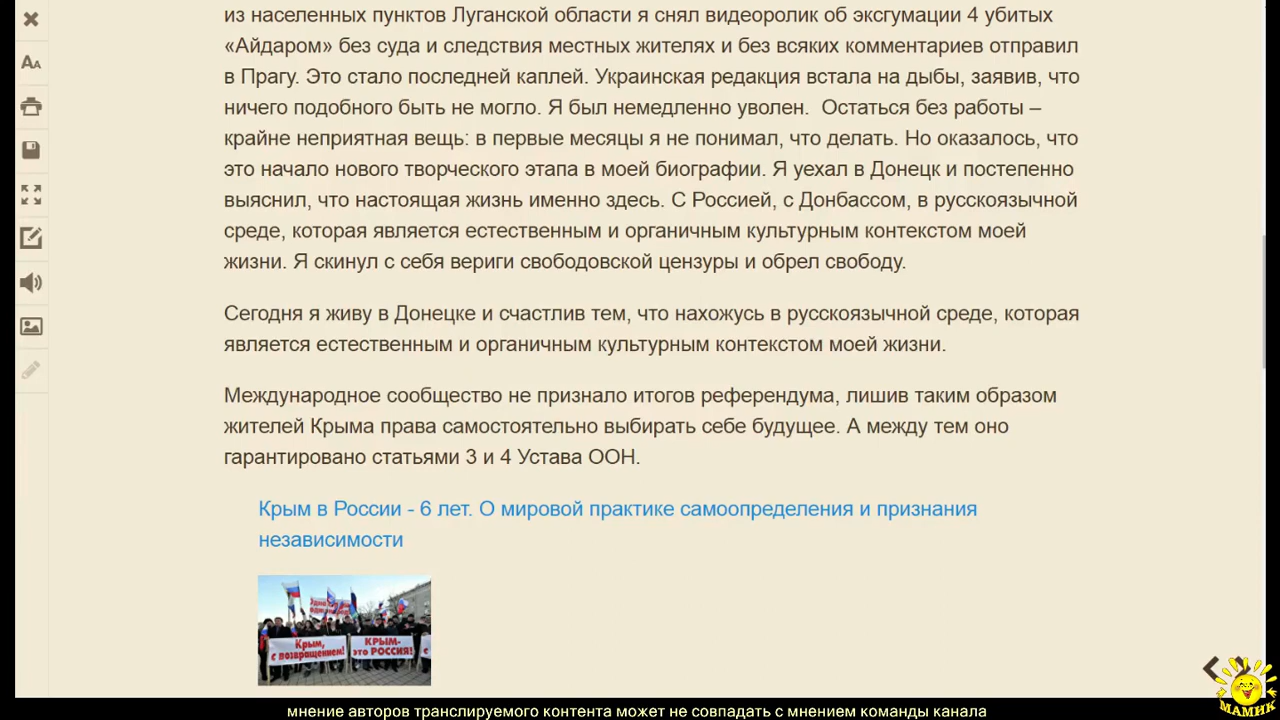 из населенных пунктов Луганской области я снял видеоролик об эксгумации 4 убитых
«Айдаром» без суда и следствия местных жителях и без всяких комментариев отправил
в Прагу. Это стало последней каплей. Украинская редакция встала на дыбы, заявив, что
ничего подобного быть не могло. Я был немедленно уволен.  Остаться без работы –
крайне неприятная вещь: в первые месяцы я не понимал, что делать. Но оказалось, что
это начало нового творческого этапа в моей биографии. Я уехал в Донецк и постепенно
выяснил, что настоящая жизнь именно здесь. С Россией, с Донбассом, в русскоязычной
среде, которая является естественным и органичным культурным контекстом моей
жизни. Я скинул с себя вериги свободовской цензуры и обрел свободу.
Сегодня я живу в Донецке и счастлив тем, что нахожусь в русскоязычной среде, которая
является естественным и органичным культурным контекстом моей жизни.
Международное сообщество не признало итогов референдума, лишив таким образом
жителей Крыма права самостоятельно выбирать себе будущее. А между тем оно
гарантировано статьями 3 и 4 Устава ООН.
Крым в России - 6 лет. О мировой практике самоопределения и признания
независимости
Крым,
с возвращением!
КРЫМ-
это РОССИЯ!
МАМИК
мнение авторов транслируемого контента может не совпадать с мнением команды канала